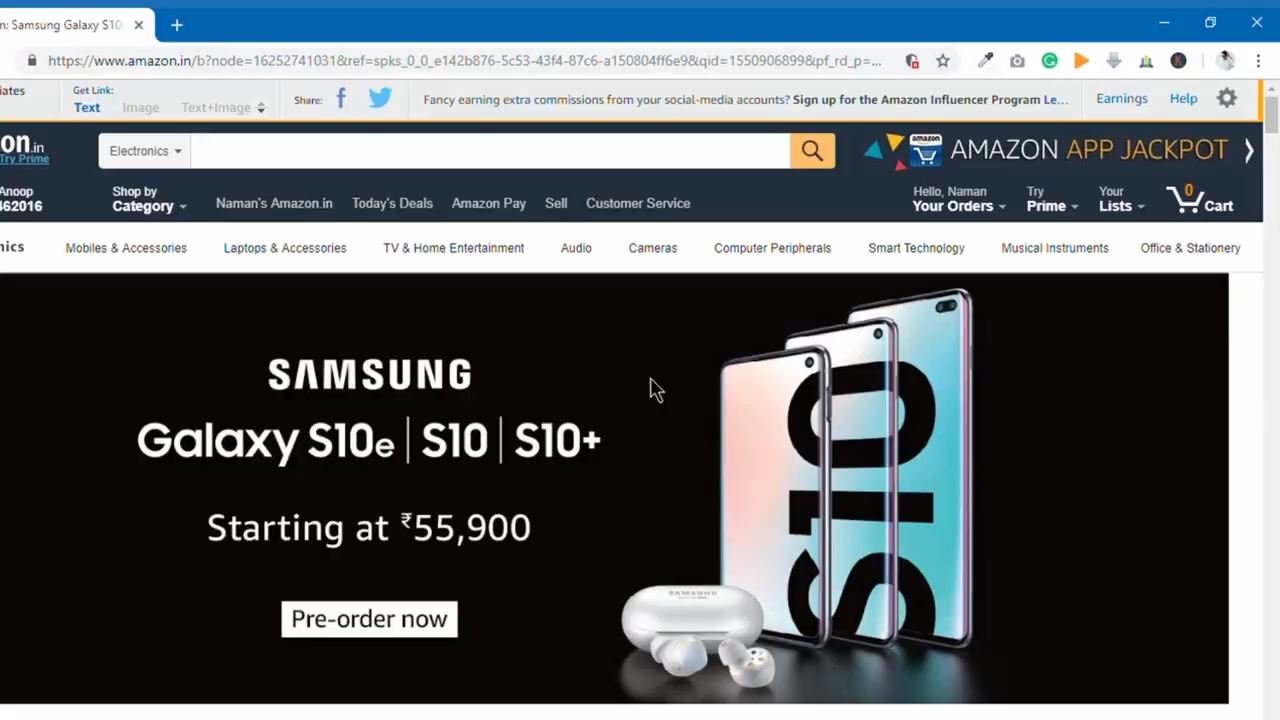 n: Samsung Galaxy S10
https://www.amazon.in/b?node=16252741031&ref=spks_0_0_e142b876-5c53-43f4-87c6-a150804ff6e9&qid=1550906899&pf_rd_p=...
iates
Get Link:
Text Image Text+Image
Share:
Fancy earning extra commissions from your social-media accounts? Sign up for the Amazon Influencer Program Le...
Earnings Help
on.in
Try Prime
Electronics
amazon
AMAZON APP JACKPOT
Anoop
462016
Shop by
Category
Naman's Amazon.in Today's Deals Amazon Pay Sell Customer Service
Hello, Naman
Your Orders
Try
Prime
Your
Lists
0
Cart
nics Mobiles & Accessories Laptops & Accessories TV & Home Entertainment Audio Cameras Computer Peripherals Smart Technology Musical Instruments Office & Stationery
SAMSUNG
Galaxy S10e | S10 | S10+
Starting at ₹55,900
Pre-order now
S10
SAMSUNG